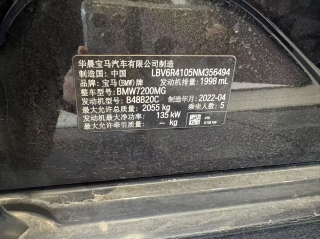 华晨宝马汽车有限公司制造
制造国：中国 LBV6R4105NM356494
品牌：宝马(BMW)牌 发动机排量：1998 mL
整车型号：BMW7200MG
发动机型号：B48B20C 制造年月：2022-04
最大允许总质量：2055 kg 乘坐人数：5
发动机最大净功率：135 kW
最大允许牵引质量：— kg